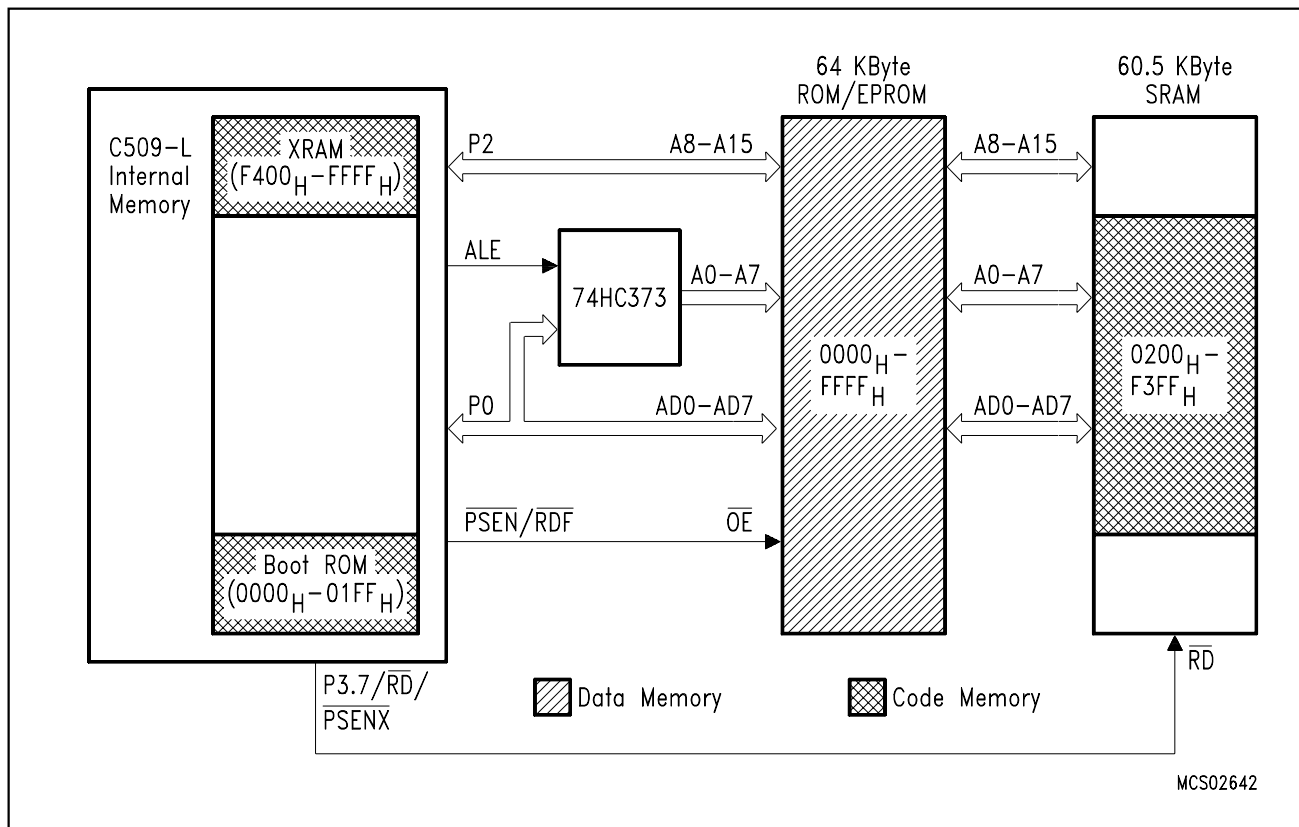 64 KByte
ROM/EPROM
60.5 KByte
SRAM
C509-L
Internal
Memory
XRAM
(F400H-FFFFH)
P2
A8-A15
A8-A15
ALE
74HC373
A0-A7
A0-A7
0000H-
FFFFH
0200H-
F3FFH
P0
AD0-AD7
AD0-AD7
PSEN/RDF
OE
Boot ROM
(0000H-01FFH)
P3.7/RD/
PSENX
RD
Data Memory
Code Memory
MCS02642